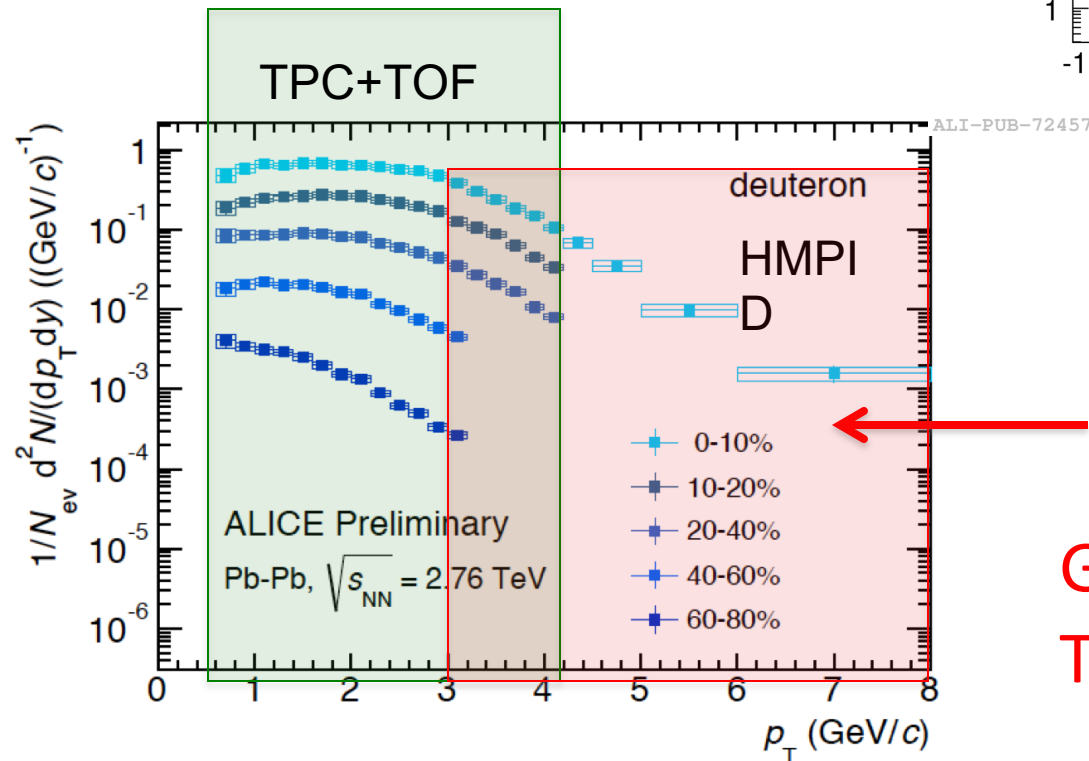 1
-1
TPC+TOF
ALI-PUB-72457
1/N_ev d²N/(dp_T dy) ((GeV/c)⁻¹)
1
10⁻¹
10⁻²
10⁻³
10⁻⁴
10⁻⁵
10⁻⁶
deuteron
HMPI
D
0-10%
10-20%
20-40%
40-60%
60-80%
ALICE Preliminary
Pb-Pb, √s_NN = 2.76 TeV
G
T
0 1 2 3 4 5 6 7 8
p_T (GeV/c)